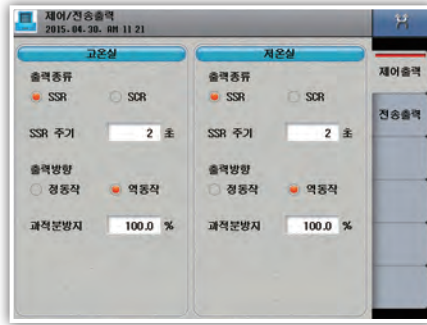 제어/전송출력
2015.04.30. AM 11 21
고온실
출력종류
SSR SCR
SSR 주기 2 초
출력방향
정동작 역동작
과적분방지 100.0 %
저온실
출력종류
SSR SCR
SSR 주기 2 초
출력방향
정동작 역동작
과적분방지 100.0 %
제어출력
전송출력